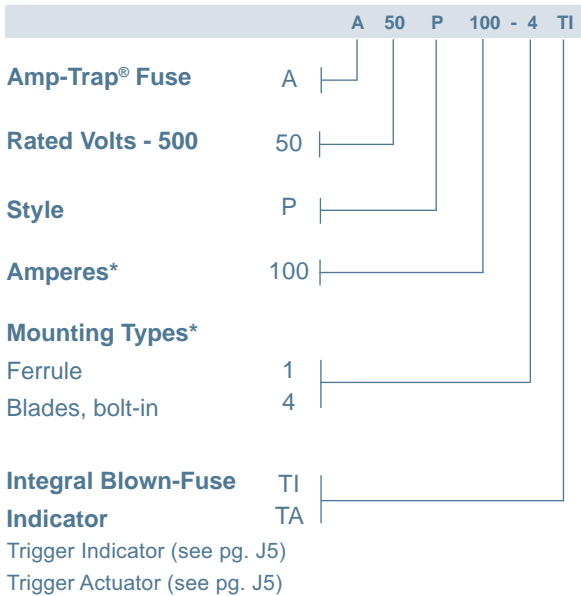 A 50 P 100 - 4 TI
Amp-Trap® Fuse A
Rated Volts - 500 50
Style P
Amperes* 100
Mounting Types*
Ferrule 1
Blades, bolt-in 4
Integral Blown-Fuse TI
Indicator TA
Trigger Indicator (see pg. J5)
Trigger Actuator (see pg. J5)